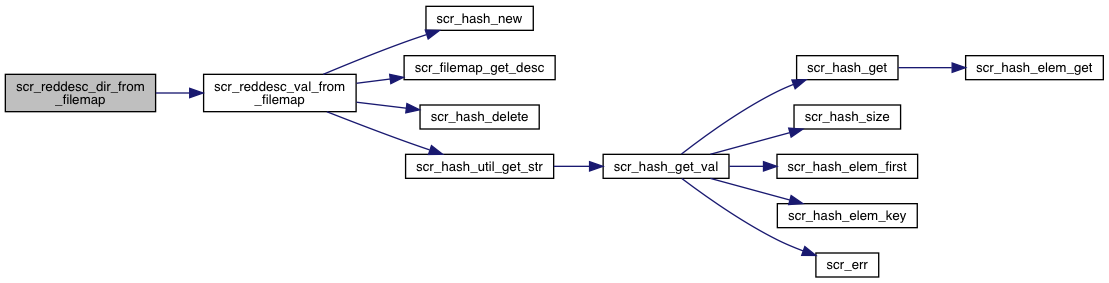 scr_reddesc_dir_from
_filemap
scr_reddesc_val_from
_filemap
scr_hash_new
scr_filemap_get_desc
scr_hash_delete
scr_hash_util_get_str
scr_hash_get_val
scr_hash_get
scr_hash_size
scr_hash_elem_first
scr_hash_elem_key
scr_err
scr_hash_elem_get